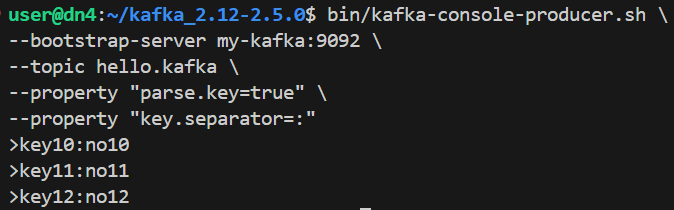 user@dn4:~/kafka_2.12-2.5.0$ bin/kafka-console-producer.sh \
--bootstrap-server my-kafka:9092 \
--topic hello.kafka \
--property "parse.key=true" \
--property "key.separator=:"
>key10:no10
>key11:no11
>key12:no12